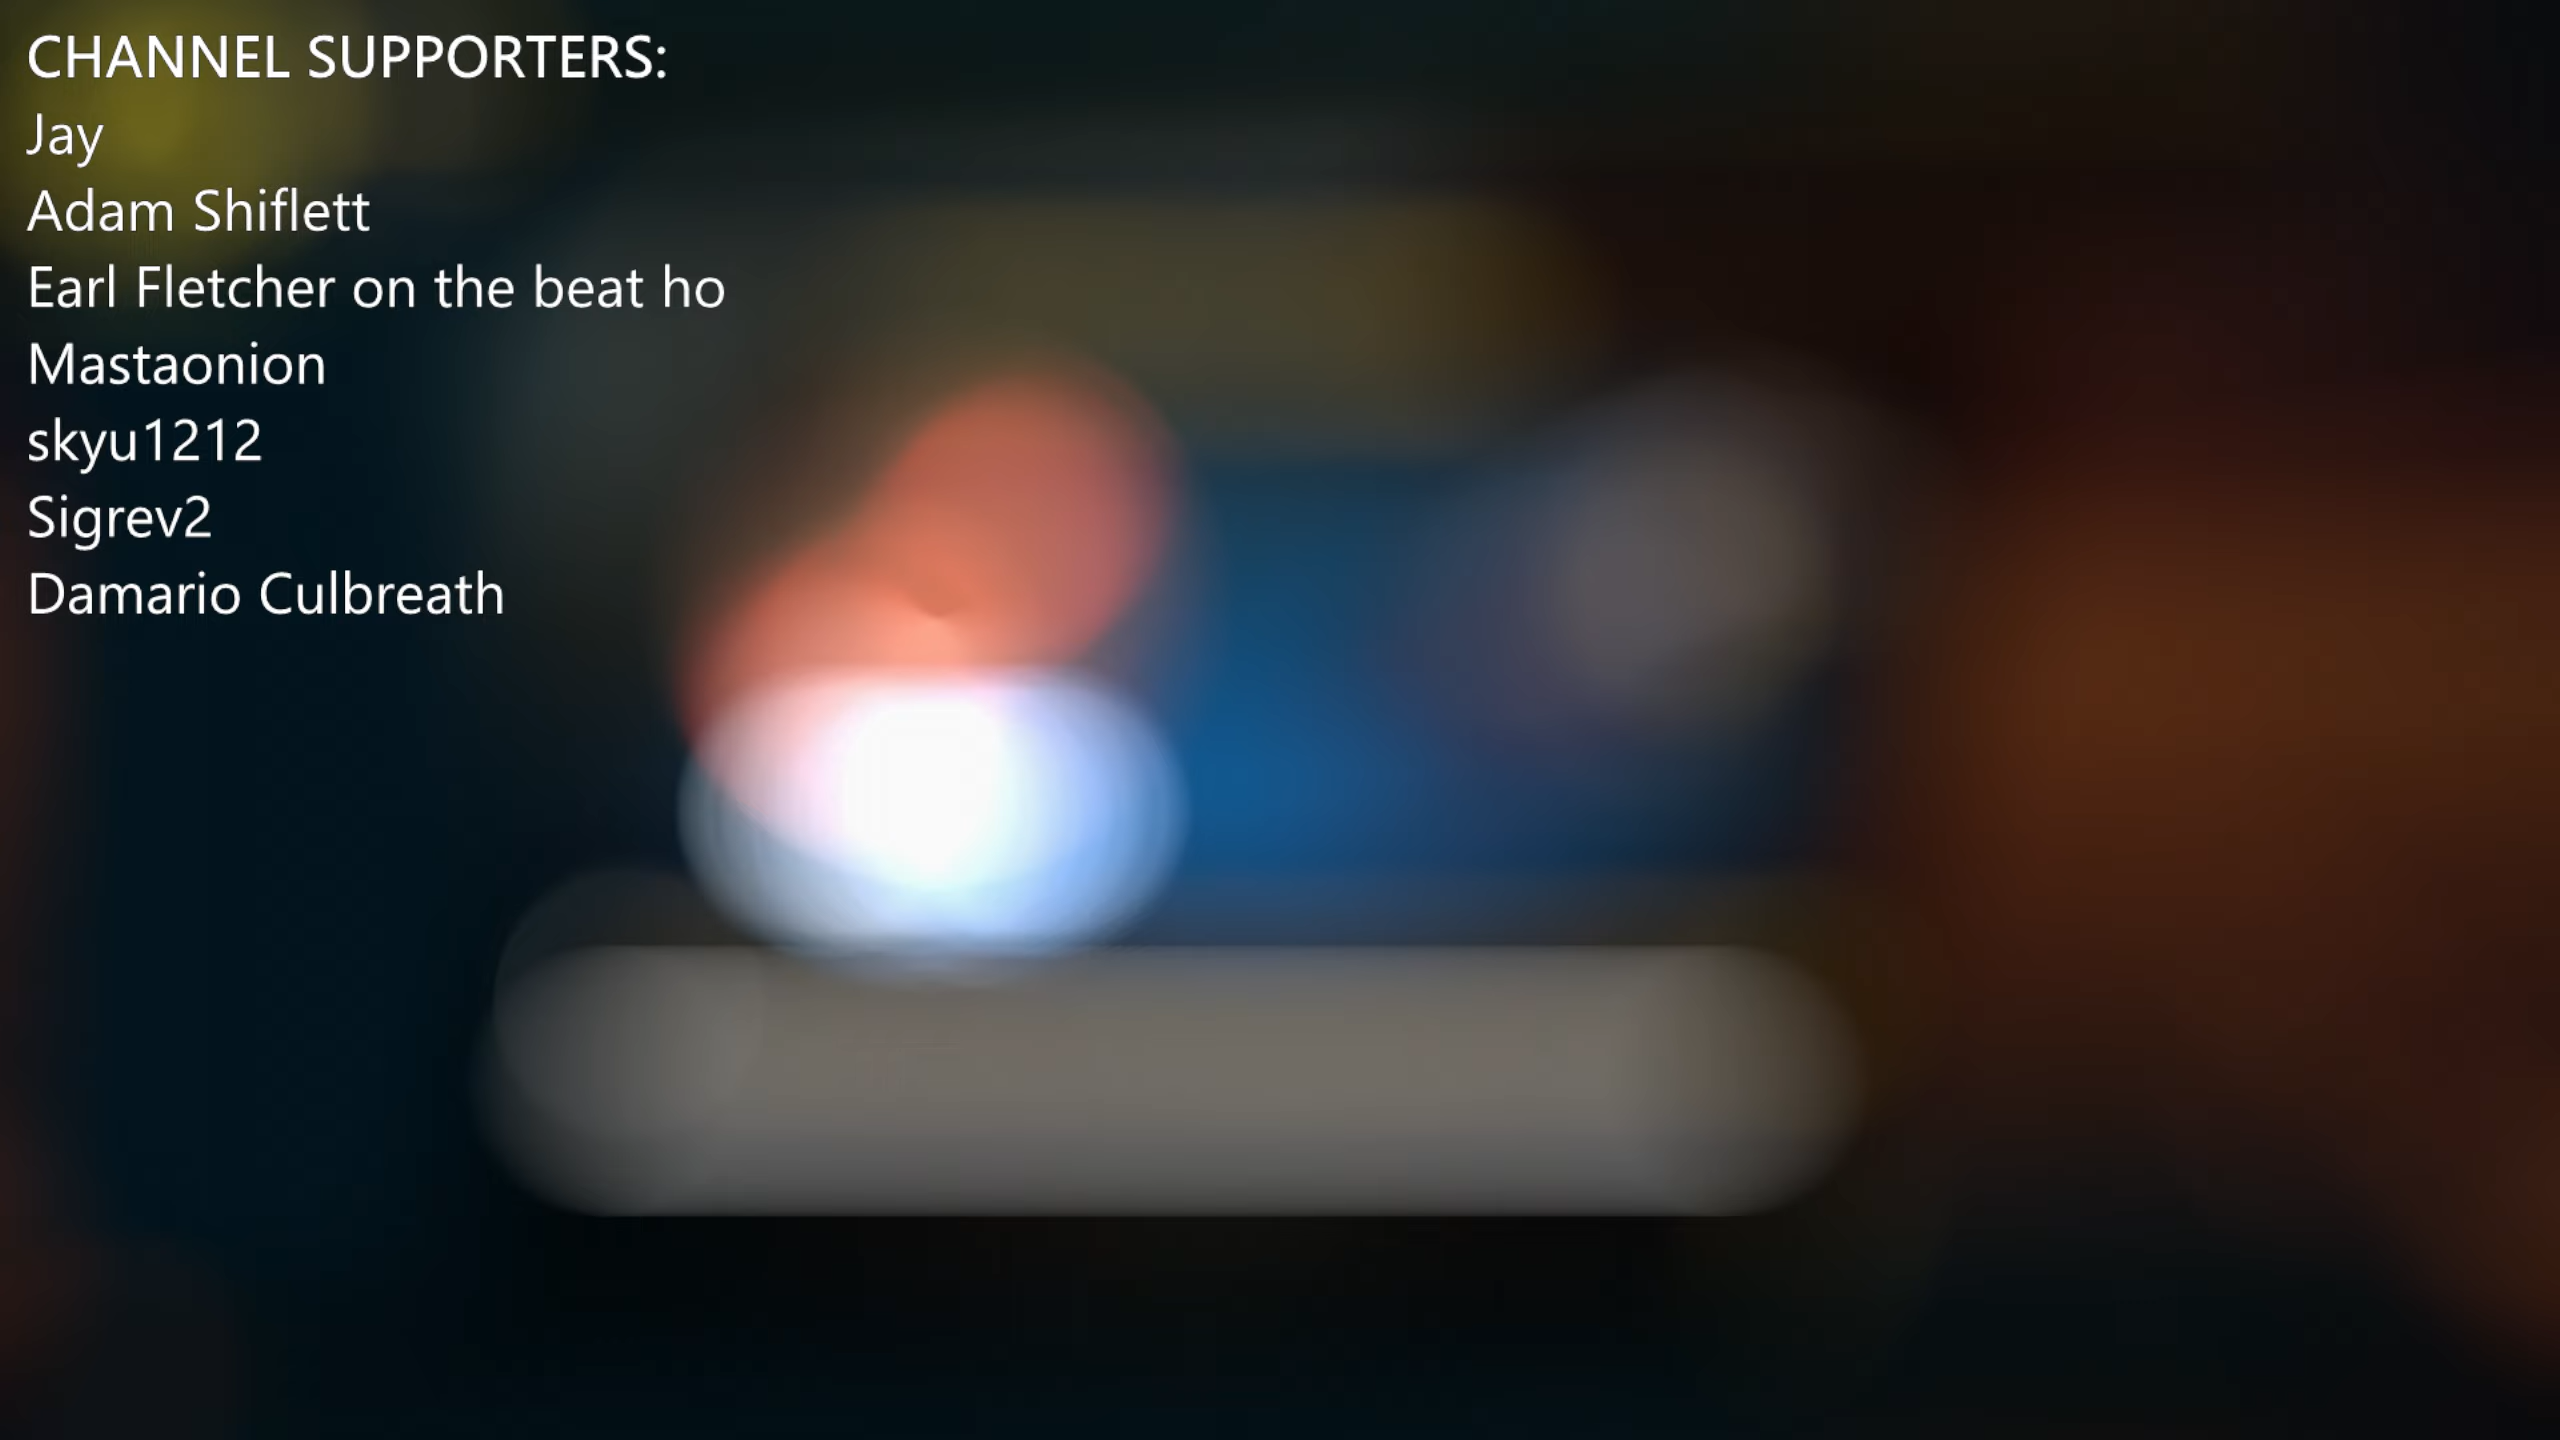 CHANNEL SUPPORTERS:
Jay
Adam Shiflett
Earl Fletcher on the beat ho
Mastaonion
skyu1212
Sigrev2
Damario Culbreath